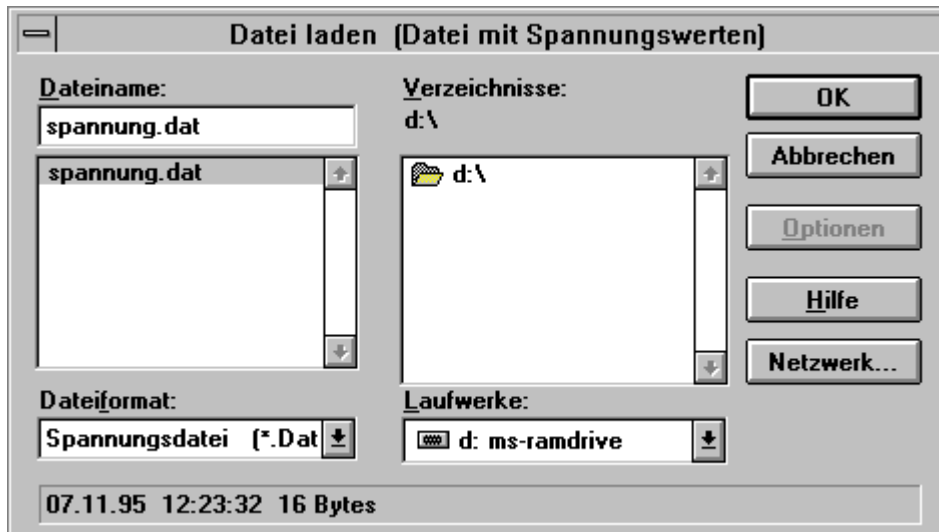 Datei laden (Datei mit Spannungswerten)
Dateiname:
spannung.dat
spannung.dat
Dateiformat:
Spannungsdatei (*.Dat
Verzeichnisse:
d:\
d:\
Laufwerke:
d: ms-ramdrive
OK
Abbrechen
Optionen
Hilfe
Netzwerk...
07.11.95 12:23:32 16 Bytes